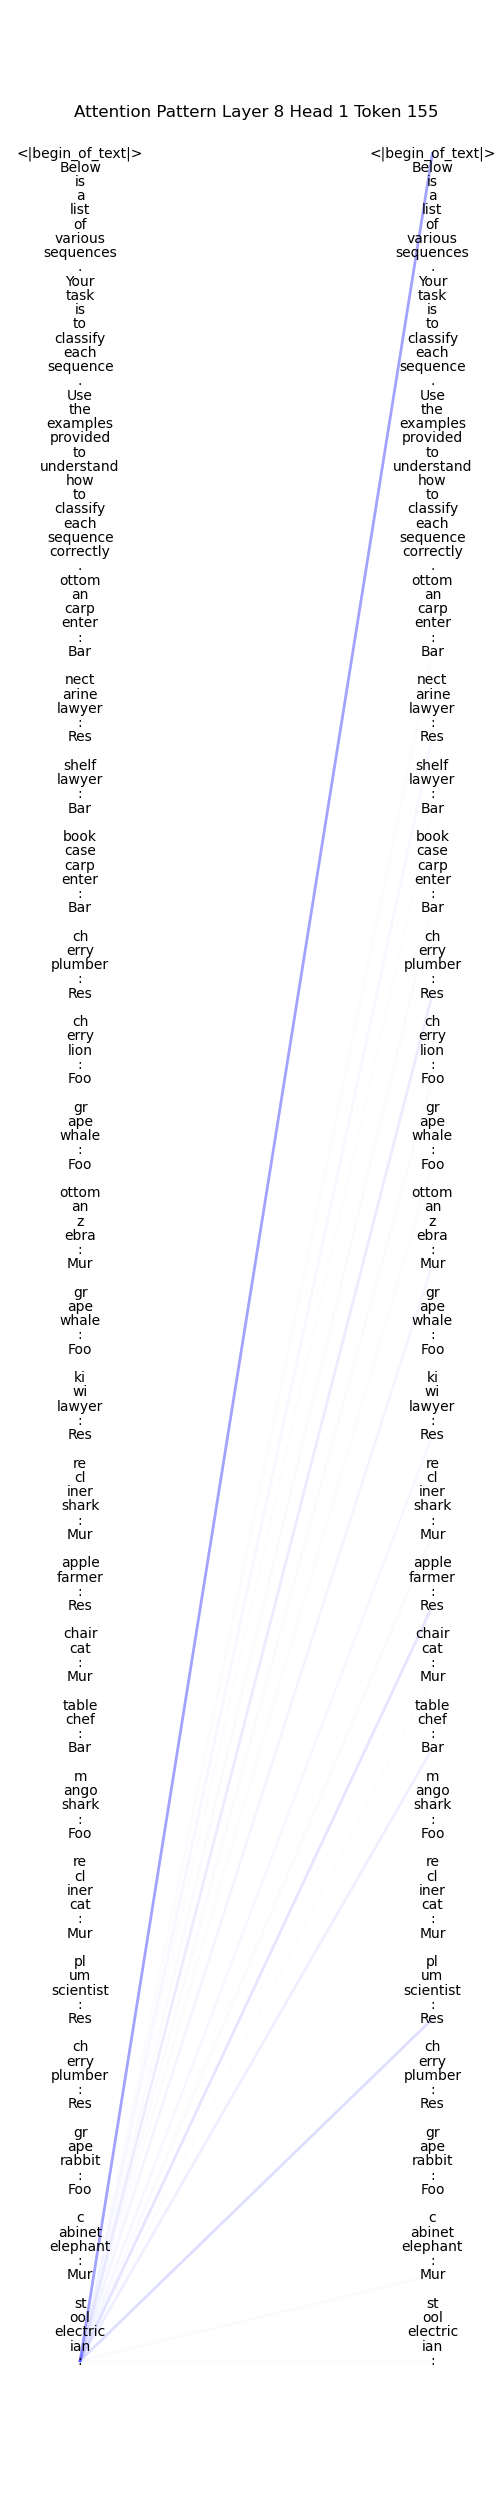 Attention Pattern Layer 8 Head 1 Token 155
<|begin_of_text|> <|begin_of_text|>
Below Below
is is
a a
list list
of of
various various
sequences sequences
. .
Your Your
task task
is is
to to
classify classify
each each
sequence sequence
. .
Use Use
the the
examples examples
provided provided
to to
understand understand
how how
to to
classify classify
each each
sequence sequence
correctly correctly
. .
ottom ottom
an an
carp carp
enter enter
: :
Bar Bar
nect nect
arine arine
lawyer lawyer
: :
Res Res
shelf shelf
lawyer lawyer
: :
Bar Bar
book book
case case
carp carp
enter enter
: :
Bar Bar
ch ch
erry erry
plumber plumber
: :
Res Res
ch ch
erry erry
lion lion
: :
Foo Foo
gr gr
ape ape
whale whale
: :
Foo Foo
ottom ottom
an an
z z
ebra ebra
: :
Mur Mur
gr gr
ape ape
whale whale
: :
Foo Foo
ki ki
wi wi
lawyer lawyer
: :
Res Res
re re
cl cl
iner iner
shark shark
: :
Mur Mur
apple apple
farmer farmer
: :
Res Res
chair chair
cat cat
: :
Mur Mur
table table
chef chef
: :
Bar Bar
m m
ango ango
shark shark
: :
Foo Foo
re re
cl cl
iner iner
cat cat
: :
Mur Mur
pl pl
um um
scientist scientist
: :
Res Res
ch ch
erry erry
plumber plumber
: :
Res Res
gr gr
ape ape
rabbit rabbit
: :
Foo Foo
c c
abinet abinet
elephant elephant
: :
Mur Mur
st st
ool ool
electric electric
ian ian
: :